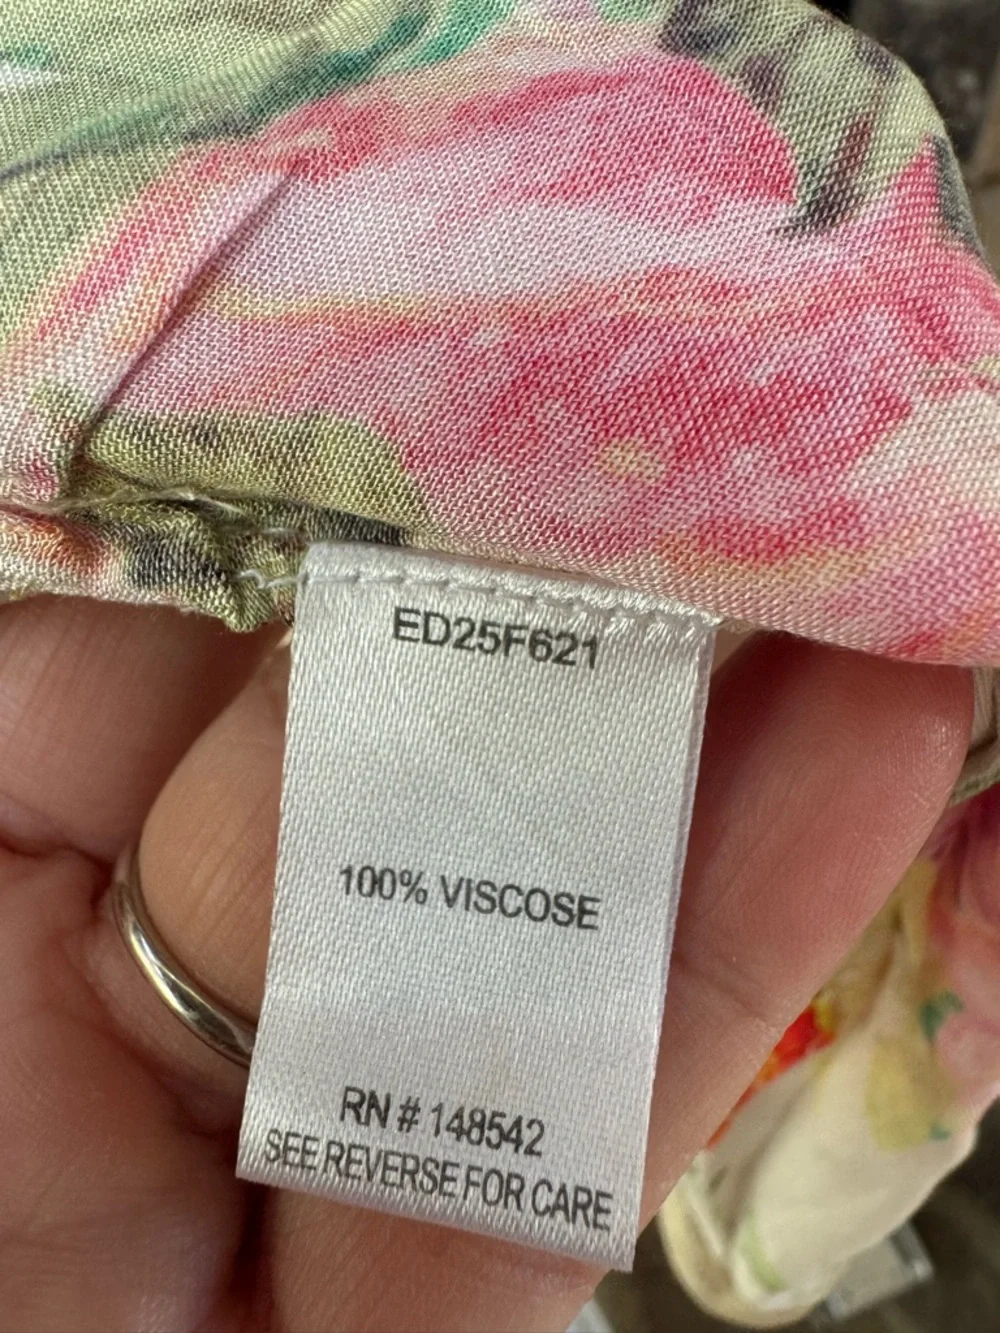 ED25F621
100% VISCOSE
RN # 148542
SEE REVERSE FOR CARE